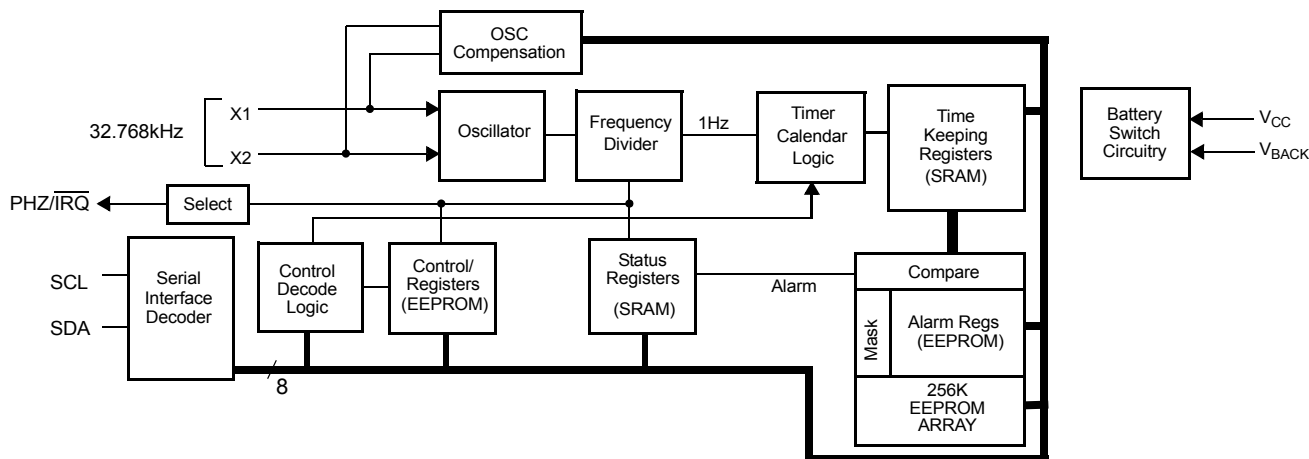 OSC
Compensation
32.768kHz
X1
X2
Oscillator
Frequency
Divider
1Hz
Timer
Calendar
Logic
Time
Keeping
Registers
(SRAM)
Battery
Switch
Circuitry
VCC
VBACK
PHZ/IRQ
Select
SCL
SDA
Serial
Interface
Decoder
Control
Decode
Logic
Control/
Registers
(EEPROM)
Status
Registers
(SRAM)
Alarm
Compare
Mask
Alarm Regs
(EEPROM)
256K
EEPROM
ARRAY
8